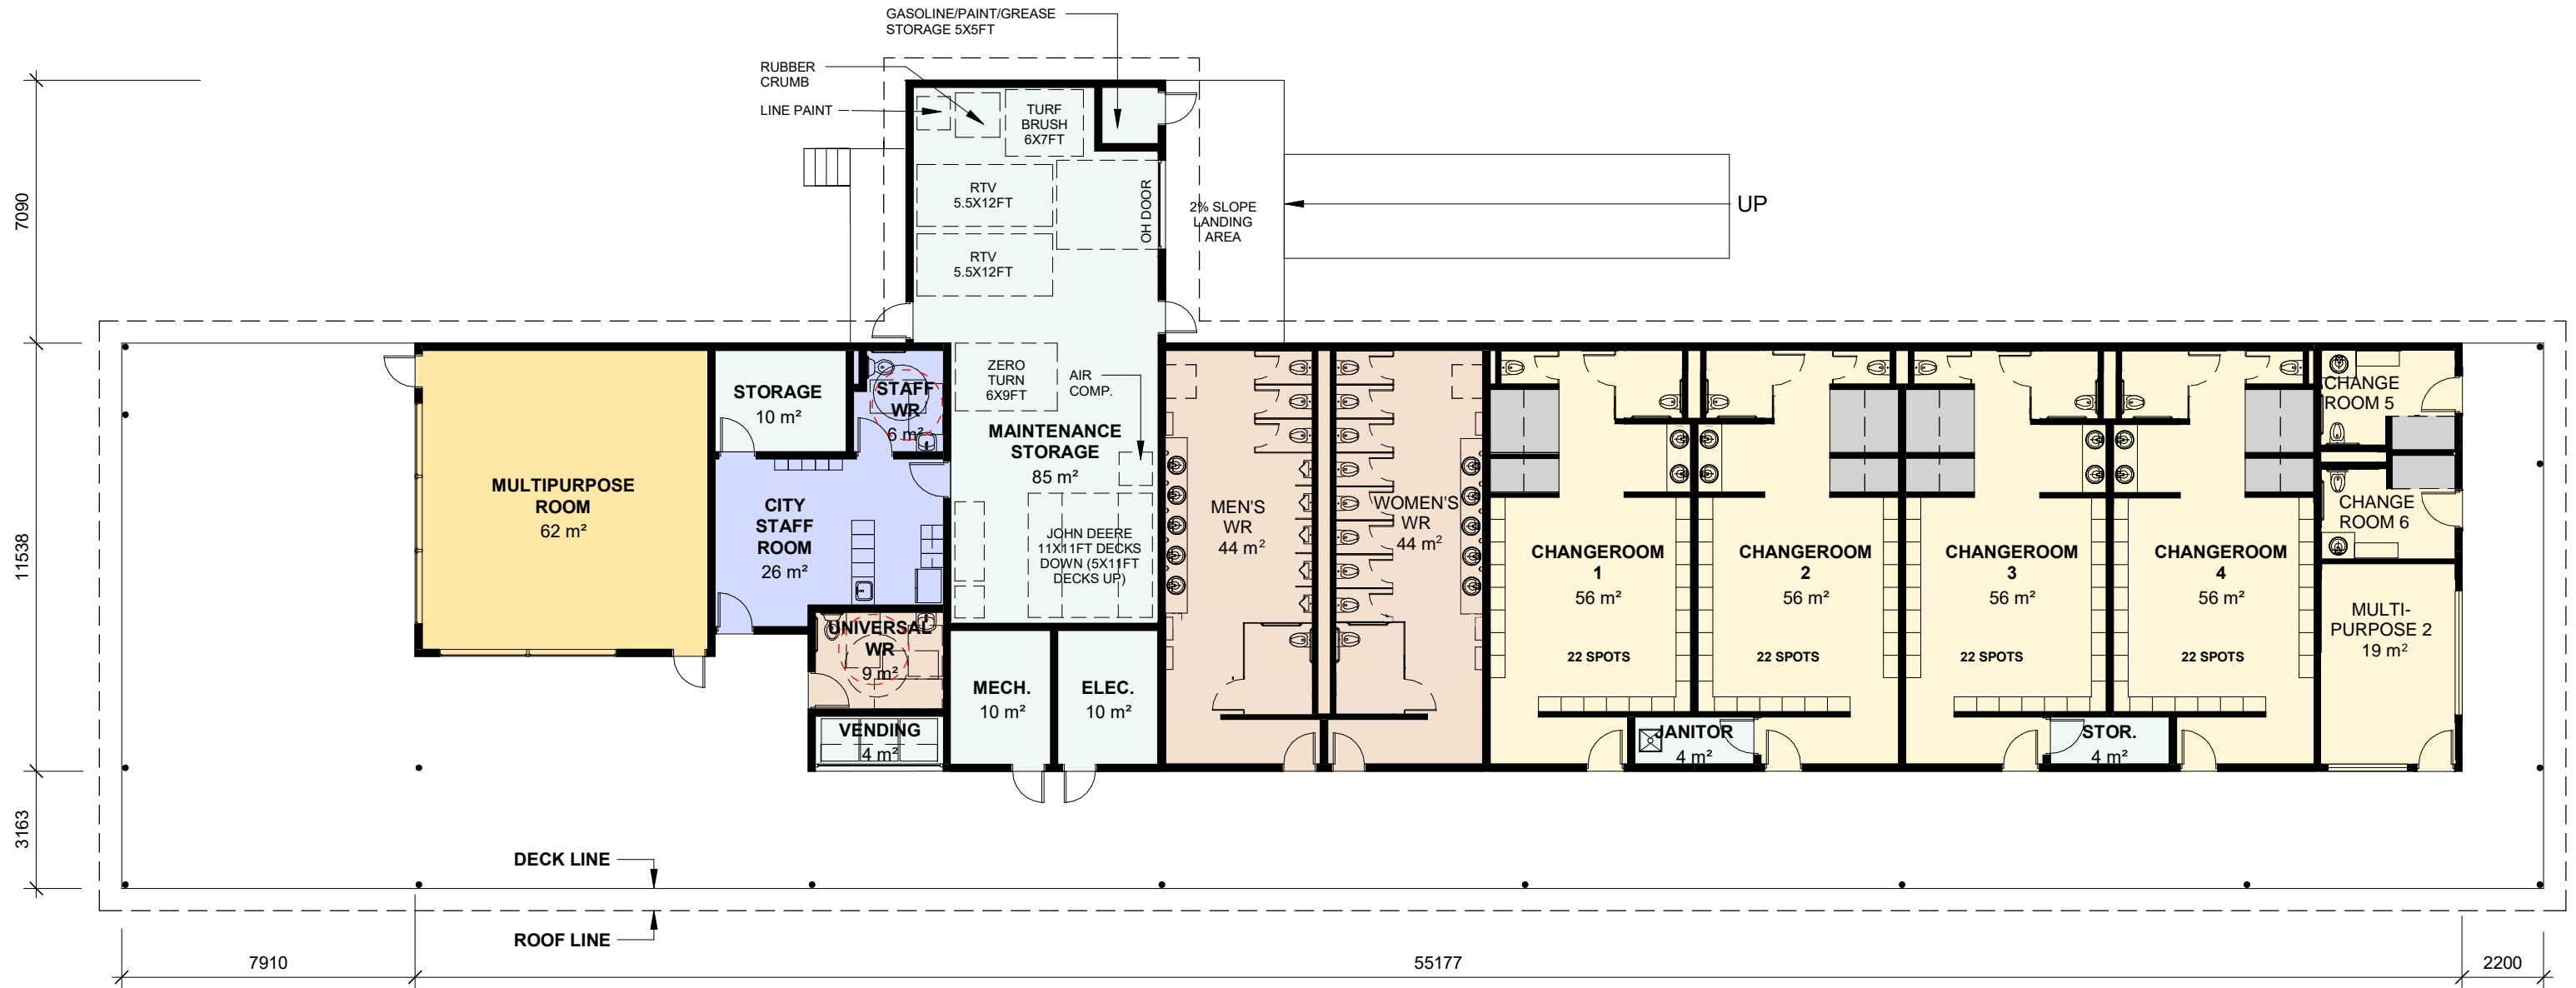 GASOLINE/PAINT/GREASE
STORAGE 5X5FT
RUBBER
CRUMB
LINE PAINT
TURF
BRUSH
6X7FT
RTV
5.5X12FT
RTV
5.5X12FT
OH DOOR
2% SLOPE
LANDING
AREA
UP
7090
11538
3163
MULTIPURPOSE
ROOM
62 m²
STORAGE
10 m²
STAFF
WR
6 m²
CITY
STAFF
ROOM
26 m²
UNIVERSAL
WR
9 m²
VENDING
4 m²
ZERO
TURN
6X9FT
AIR
COMP.
MAINTENANCE
STORAGE
85 m²
JOHN DEERE
11X11FT DECKS
DOWN (5X11FT
DECKS UP)
MECH.
10 m²
ELEC.
10 m²
MEN'S
WR
44 m²
WOMEN'S
WR
44 m²
CHANGEROOM
1
56 m²
22 SPOTS
CHANGEROOM
2
56 m²
22 SPOTS
CHANGEROOM
3
56 m²
22 SPOTS
CHANGEROOM
4
56 m²
22 SPOTS
JANITOR
4 m²
STOR.
4 m²
CHANGE
ROOM 5
CHANGE
ROOM 6
MULTI-
PURPOSE 2
19 m²
DECK LINE
ROOF LINE
7910
55177
2200